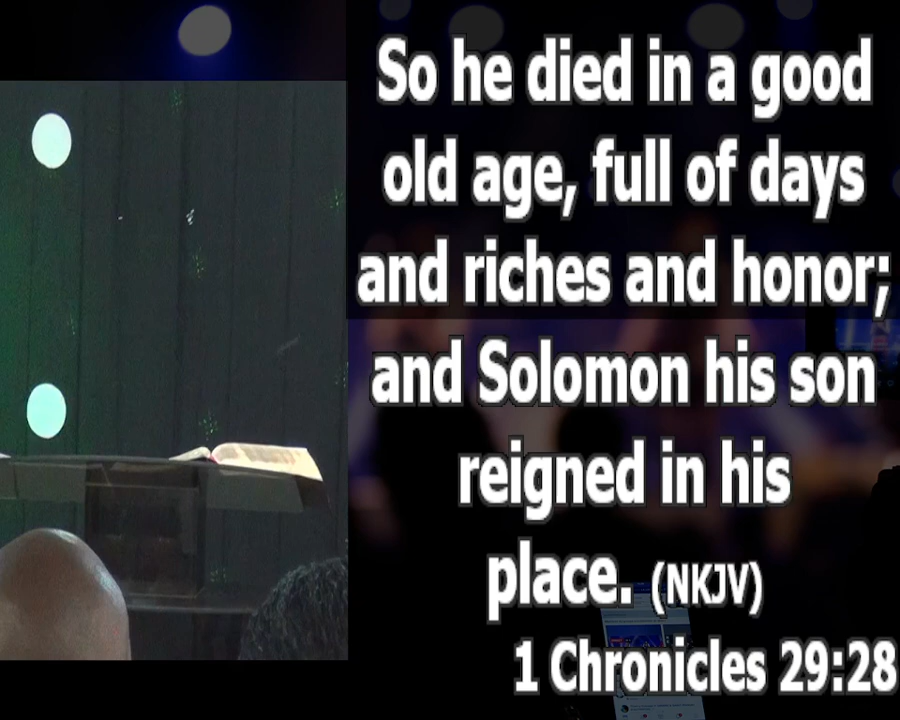 So he died in a good
old age, full of days
and riches and honor;
and Solomon his son
reigned in his
place. (NKJV)
1 Chronicles 29:28